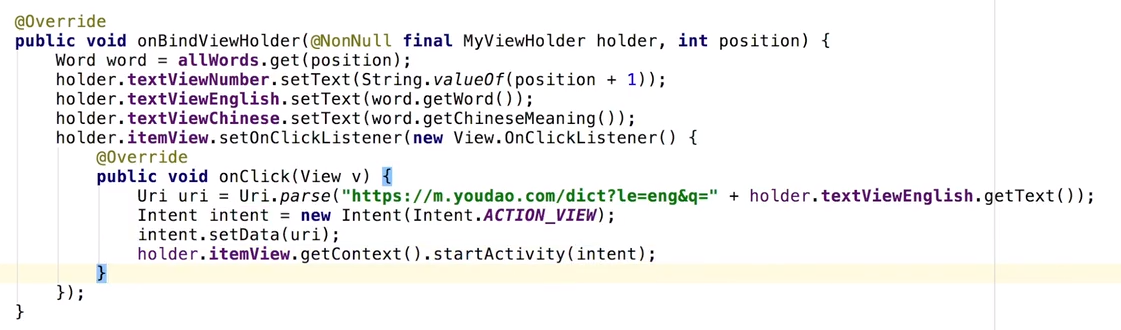 @Override
public void onBindViewHolder(@NonNull final MyViewHolder holder, int position) {
    Word word = allWords.get(position);
    holder.textViewNumber.setText(String.valueOf(position + 1));
    holder.textViewEnglish.setText(word.getWord());
    holder.textViewChinese.setText(word.getChineseMeaning());
    holder.itemView.setOnClickListener(new View.OnClickListener() {
        @Override
        public void onClick(View v) {
            Uri uri = Uri.parse("https://m.youdao.com/dict?le=eng&q=" + holder.textViewEnglish.getText());
            Intent intent = new Intent(Intent.ACTION_VIEW);
            intent.setData(uri);
            holder.itemView.getContext().startActivity(intent);
        }
    });
}